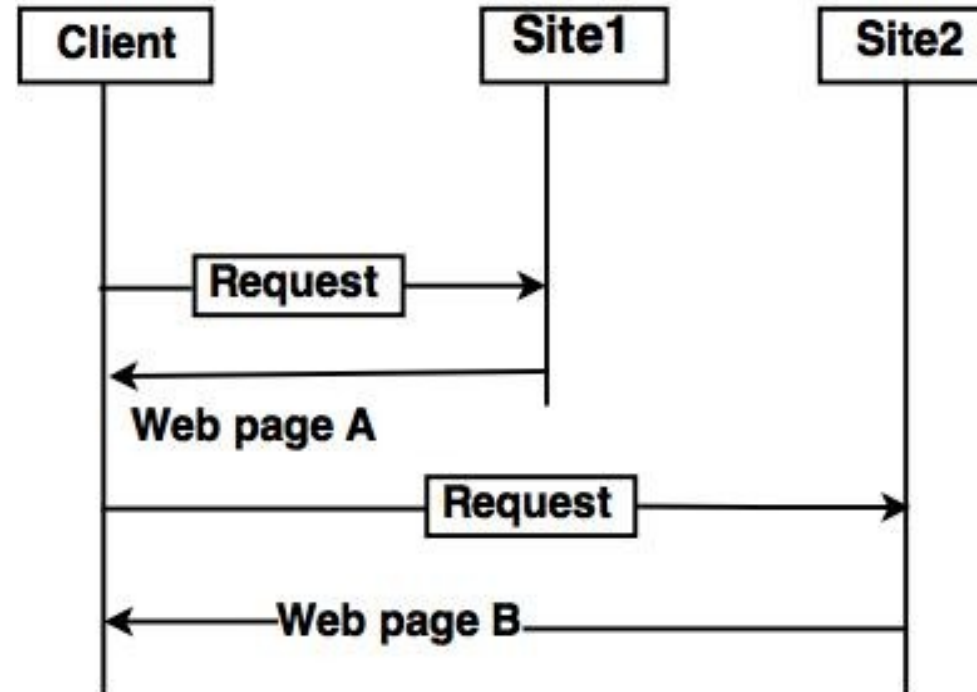 Client
Site1
Site2
Request
Web page A
Request
Web page B